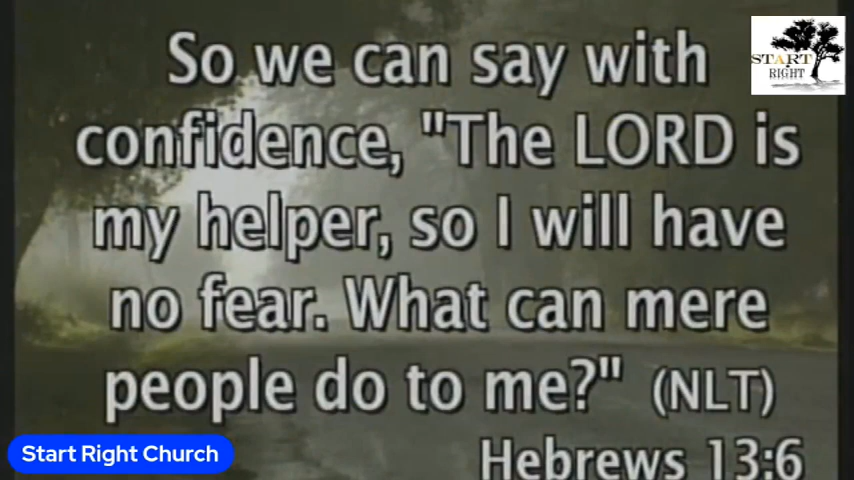 So we can say with
confidence, "The LORD is
my helper, so I will have
no fear. What can mere
people do to me?" (NLT)
Hebrews 13:6
START
RIGHT
Start Right Church